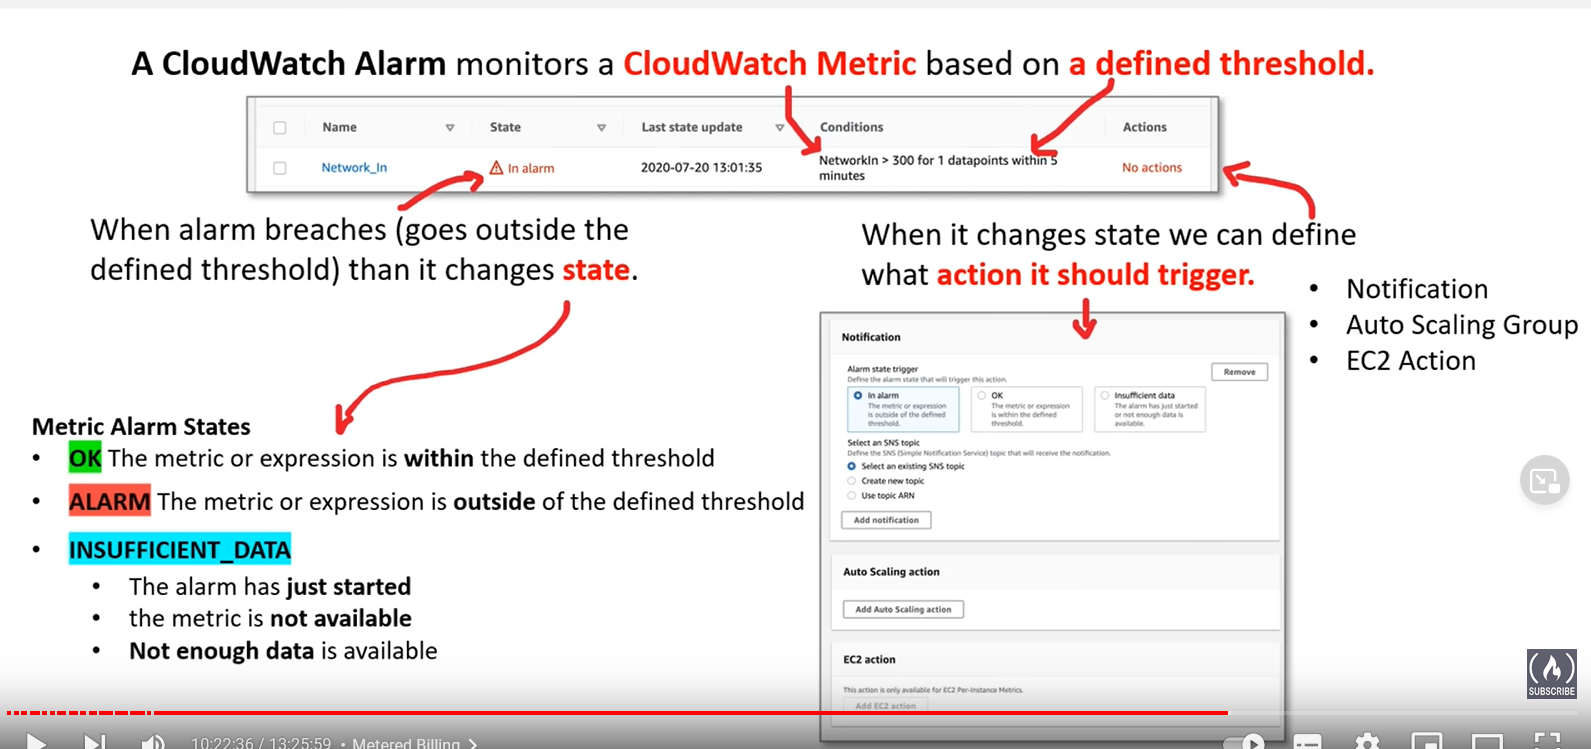 A CloudWatch Alarm monitors a CloudWatch Metric based on a defined threshold.
Name State Last state update Conditions Actions
Network_In In alarm 2020-07-20 13:01:35 NetworkIn > 300 for 1 datapoints within 5 No actions
minutes
When alarm breaches (goes outside the
defined threshold) than it changes state.
When it changes state we can define
what action it should trigger.
• Notification
• Auto Scaling Group
• EC2 Action
Metric Alarm States
• OK The metric or expression is within the defined threshold
• ALARM The metric or expression is outside of the defined threshold
• INSUFFICIENT_DATA
• The alarm has just started
• the metric is not available
• Not enough data is available
Notification
Alarm state trigger
Define the alarm state that will trigger this action.
Remove
In alarm
The metric or expression
is outside of the defined
threshold.
OK
The metric or expression
is within the defined
threshold.
Insufficient data
The alarm has just started
or not enough data is
available.
Select an SNS topic
Define the SNS (Simple Notification Service) topic that will receive the notification.
Select an existing SNS topic
Create new topic
Use topic ARN
Add notification
Auto Scaling action
Add Auto Scaling action
EC2 action
This action is only available for EC2 Per-Instance Metrics.
Add EC2 action
SUBSCRIBE
10:22:36 / 13:25:59 • Metered Billing